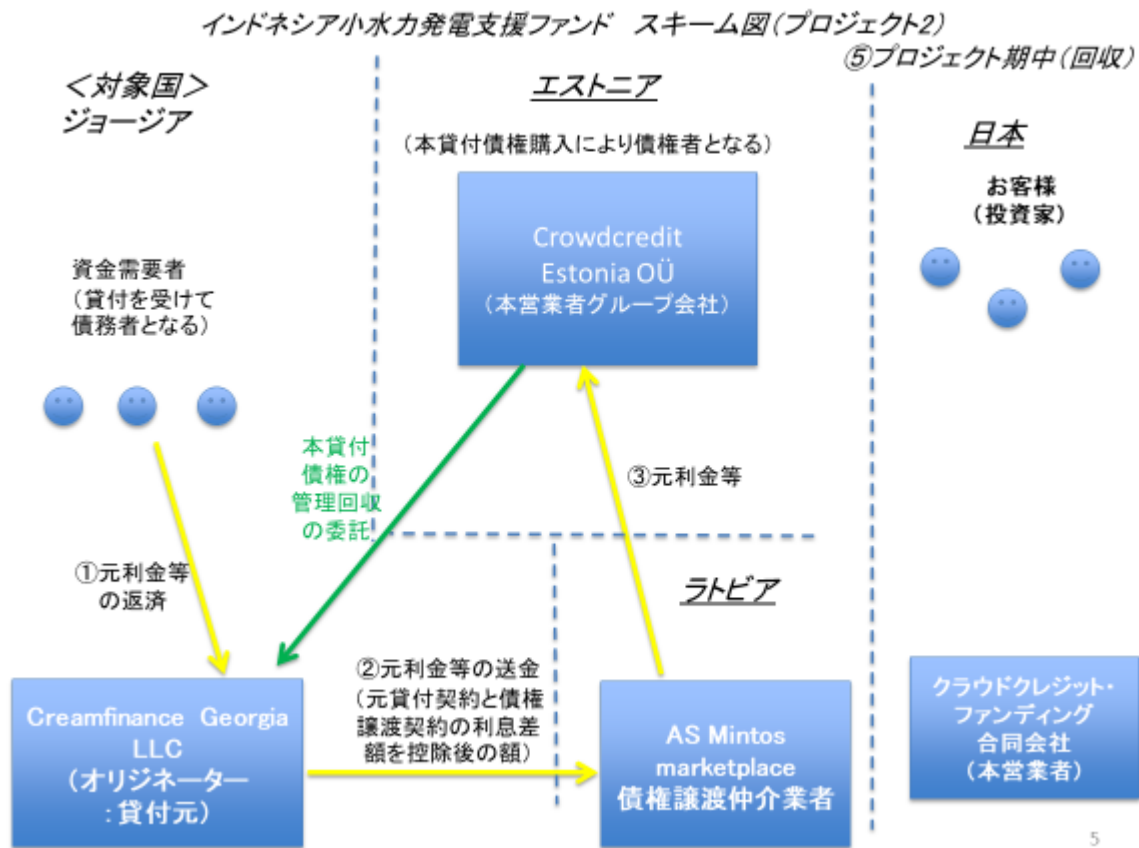 インドネシア小水力発電支援ファンド　スキーム図(プロジェクト2)
⑤プロジェクト期中(回収)
＜対象国＞
ジョージア
エストニア
(本貸付債権購入により債権者となる)
日本
お客様
(投資家)
Crowdcredit
Estonia OÜ
(本営業者グループ会社)
資金需要者
(貸付を受けて
債務者となる)
本貸付
債権の
管理回収
の委託
③元利金等
①元利金等
の返済
ラトビア
②元利金等の送金
(元貸付契約と債権
譲渡契約の利息差
額を控除後の額)
Creamfinance Georgia
LLC
(オリジネーター
:貸付元)
AS Mintos
marketplace
債権譲渡仲介業者
クラウドクレジット・
ファンディング
合同会社
(本営業者)
5